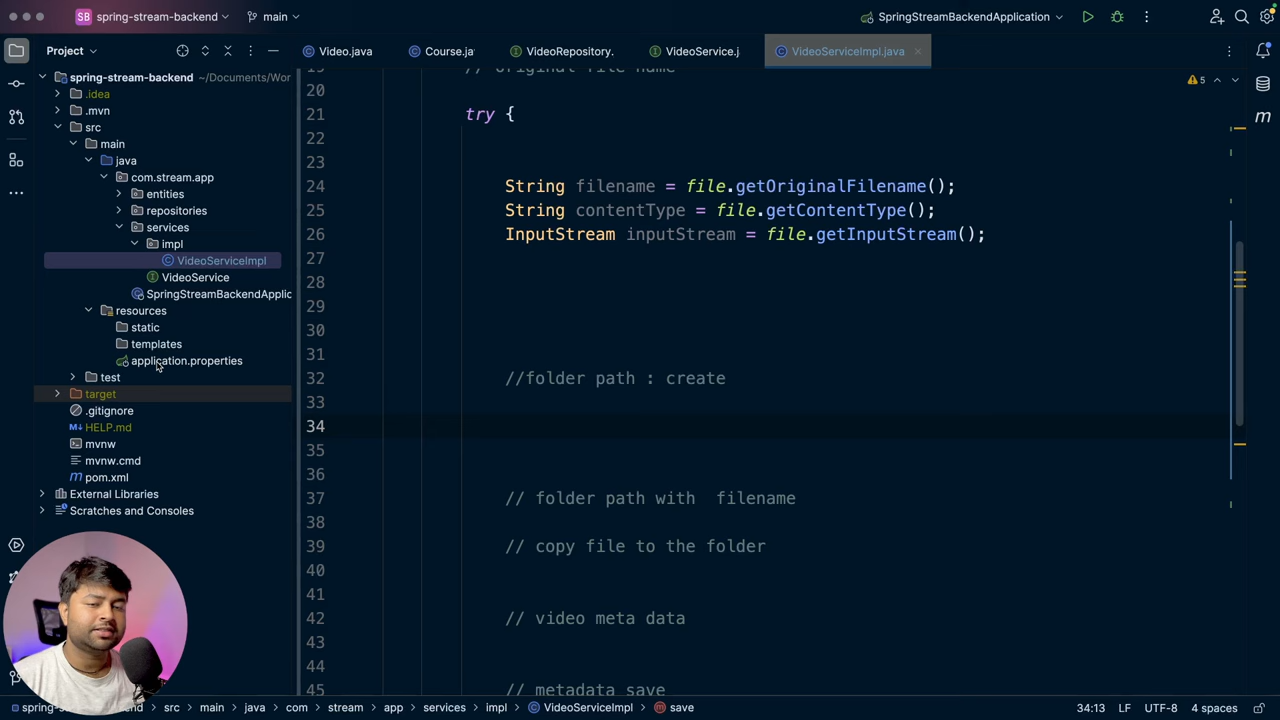 SB spring-stream-backend main SpringStreamBackendApplication
Project
Video.java Course.ja VideoRepository. VideoService.j VideoServiceImpl.java
spring-stream-backend ~/Documents/Wor
.idea
.mvn
src
main
java
com.stream.app
entities
repositories
services
impl
VideoServiceImpl
VideoService
SpringStreamBackendApplic
resources
static
templates
application.properties
test
target
.gitignore
HELP.md
mvnw
mvnw.cmd
pom.xml
External Libraries
Scratches and Consoles
5
19 // original file name
20
21 try {
22
23
24 String filename = file.getOriginalFilename();
25 String contentType = file.getContentType();
26 InputStream inputStream = file.getInputStream();
27
28
29
30
31
32 //folder path : create
33
34
35
36
37 // folder path with filename
38
39 // copy file to the folder
40
41
42 // video meta data
43
44
45 // metadata save
src main java com stream app services impl VideoServiceImpl save 34:13 LF UTF-8 4 spaces